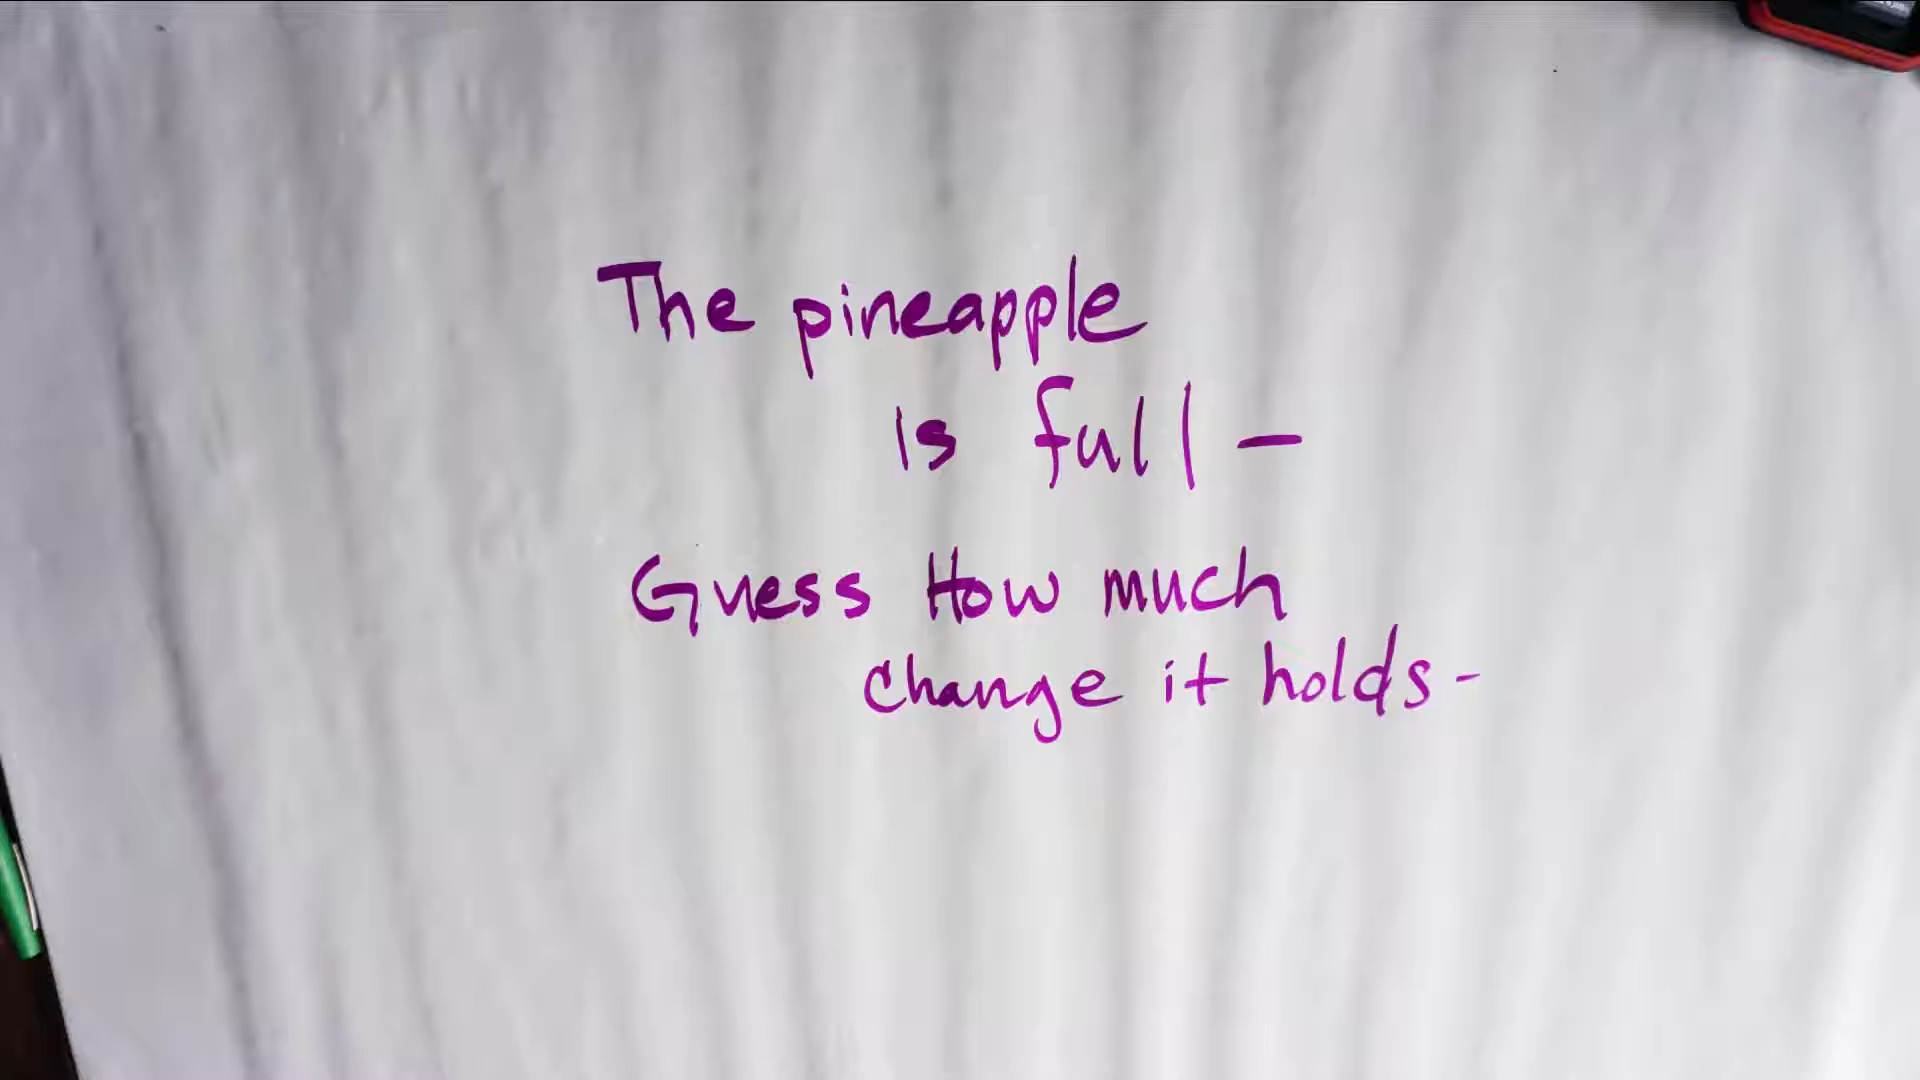 The pineapple
is full -
Guess How much
change it holds -